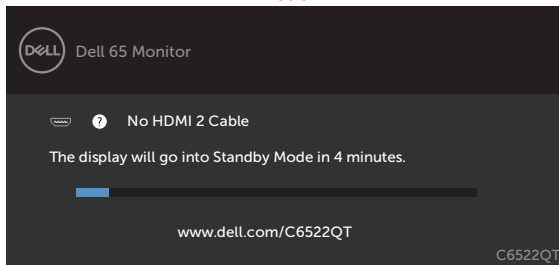 DELL
Dell 65 Monitor
? No HDMI 2 Cable
The display will go into Standby Mode in 4 minutes.
www.dell.com/C6522QT
C6522QT